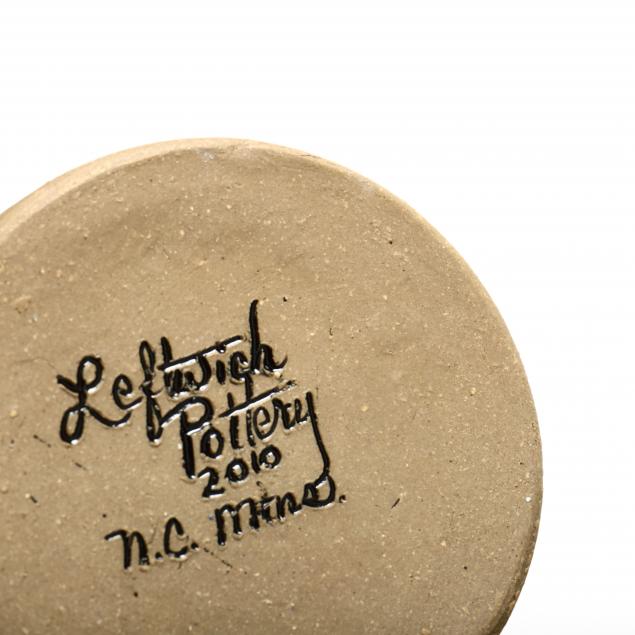 Leftwich
Pottery
2010
N.C. Mtns.